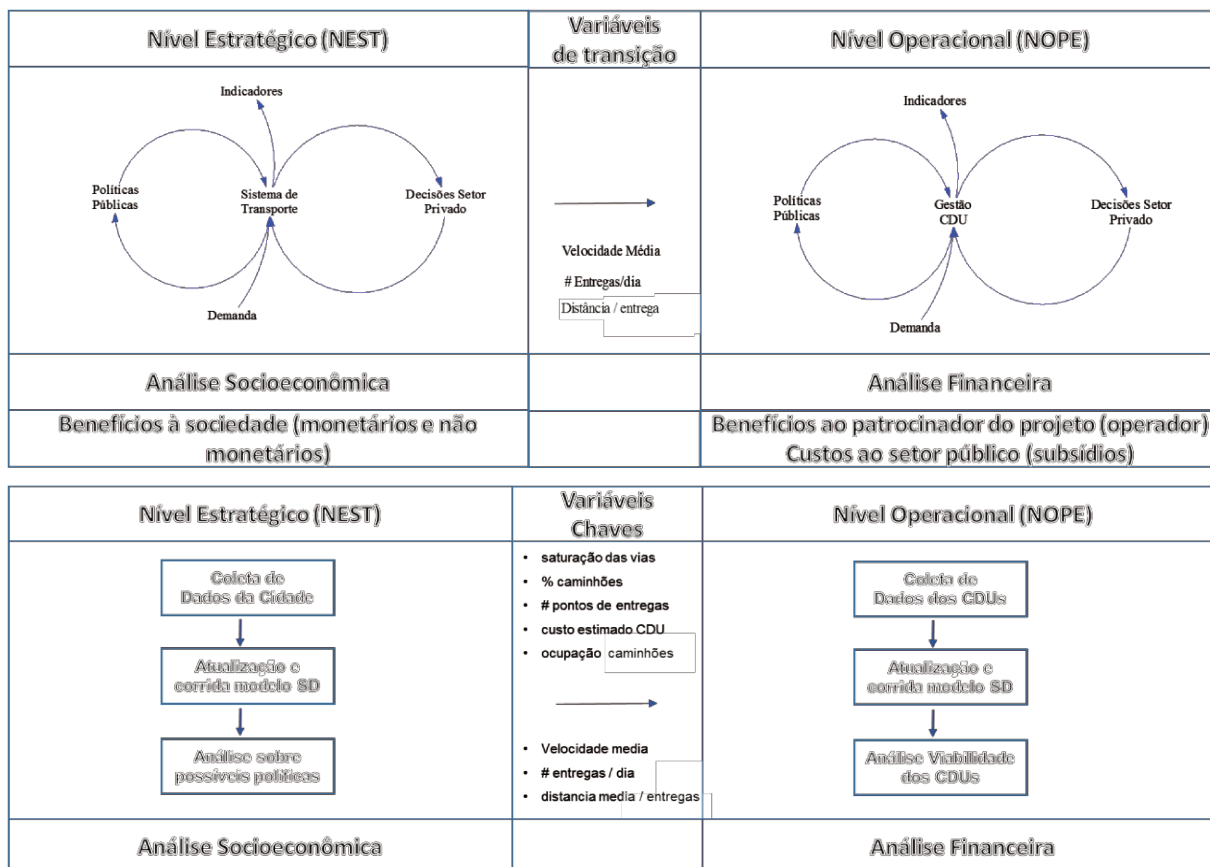 Nível Estratégico (NEST)
Variáveis
de transição
Nível Operacional (NOPE)
Indicadores
Políticas
Públicas
Sistema de
Transporte
Decisões Setor
Privado
Demanda
Velocidade Média
# Entregas/dia
Distância / entrega
Indicadores
Políticas
Públicas
Gestão
CDU
Decisões Setor
Privado
Demanda
Análise Socioeconômica
Análise Financeira
Benefícios à sociedade (monetários e não
monetários)
Benefícios ao patrocinador do projeto (operador)
Custos ao setor público (subsídios)
Nível Estratégico (NEST)
Variáveis
Chaves
Nível Operacional (NOPE)
Coleta de
Dados da Cidade
Atualização e
corrida modelo SD
Análise sobre
possíveis políticas
• saturação das vias
• % caminhões
• # pontos de entregas
• custo estimado CDU
• ocupação caminhões
• Velocidade media
• # entregas / dia
• distancia media / entregas
Coleta de
Dados dos CDUs
Atualização e
corrida modelo SD
Análise Viabilidade
dos CDUs
Análise Socioeconômica
Análise Financeira